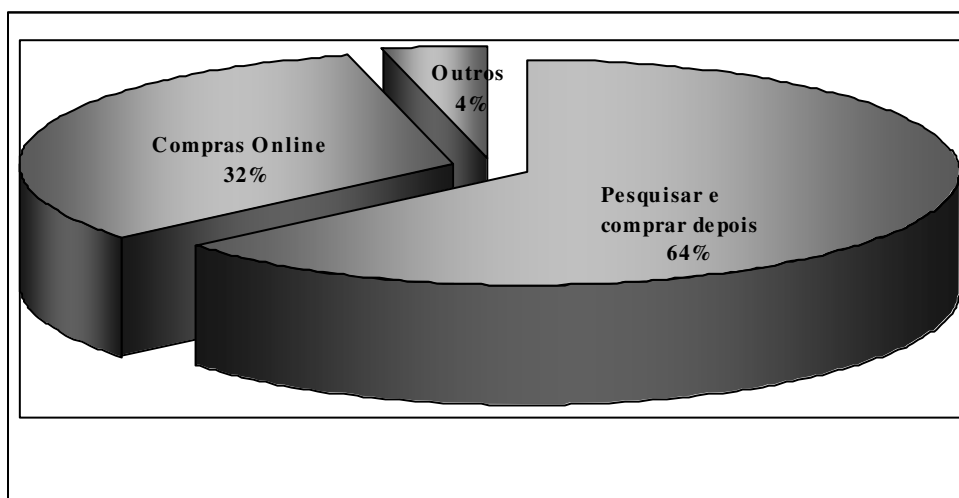 Outros
4%
Compras Online
32%
Pesquisar e
comprar depois
64%